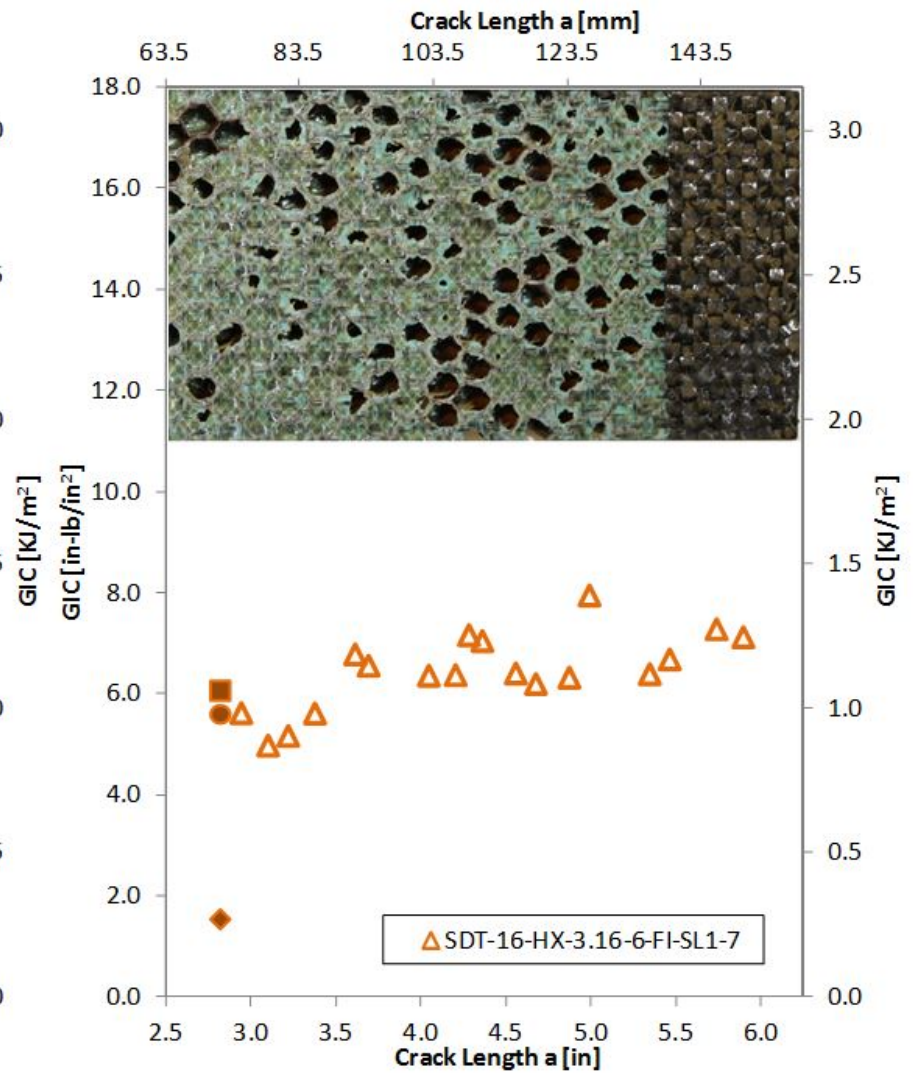 Crack Length a [mm]
63.5 83.5 103.5 123.5 143.5
18.0
16.0
14.0
12.0
10.0
8.0
6.0
4.0
2.0
0.0
3.0
2.5
2.0
1.5
1.0
0.5
0.0
GIC [KJ/m²]
GIC [in-lb/in²]
GIC [KJ/m²]
SDT-16-HX-3.16-6-FI-SL1-7
2.5 3.0 3.5 4.0 4.5 5.0 5.5 6.0
Crack Length a [in]